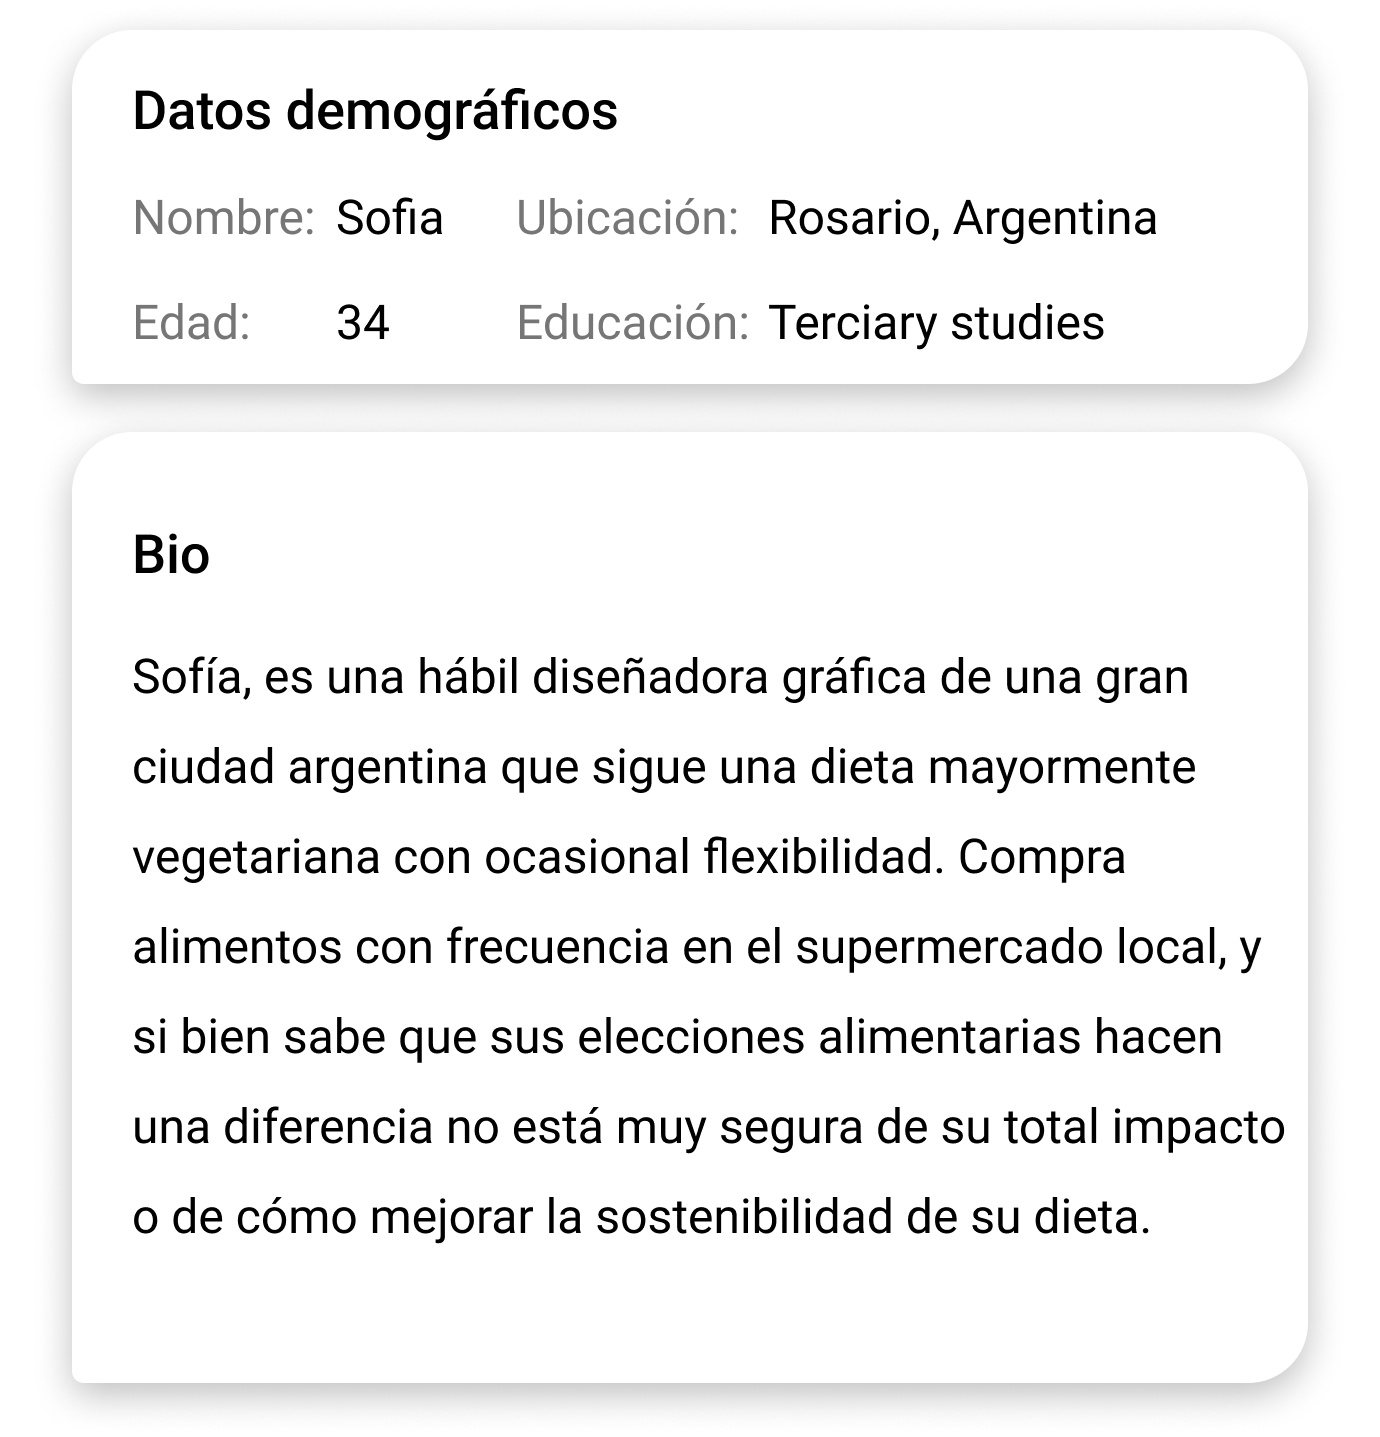 Datos demográficos
Nombre: Sofia Ubicación: Rosario, Argentina
Edad: 34 Educación: Terciary studies
Bio
Sofía, es una hábil diseñadora gráfica de una gran
ciudad argentina que sigue una dieta mayormente
vegetariana con ocasional flexibilidad. Compra
alimentos con frecuencia en el supermercado local, y
si bien sabe que sus elecciones alimentarias hacen
una diferencia no está muy segura de su total impacto
o de cómo mejorar la sostenibilidad de su dieta.